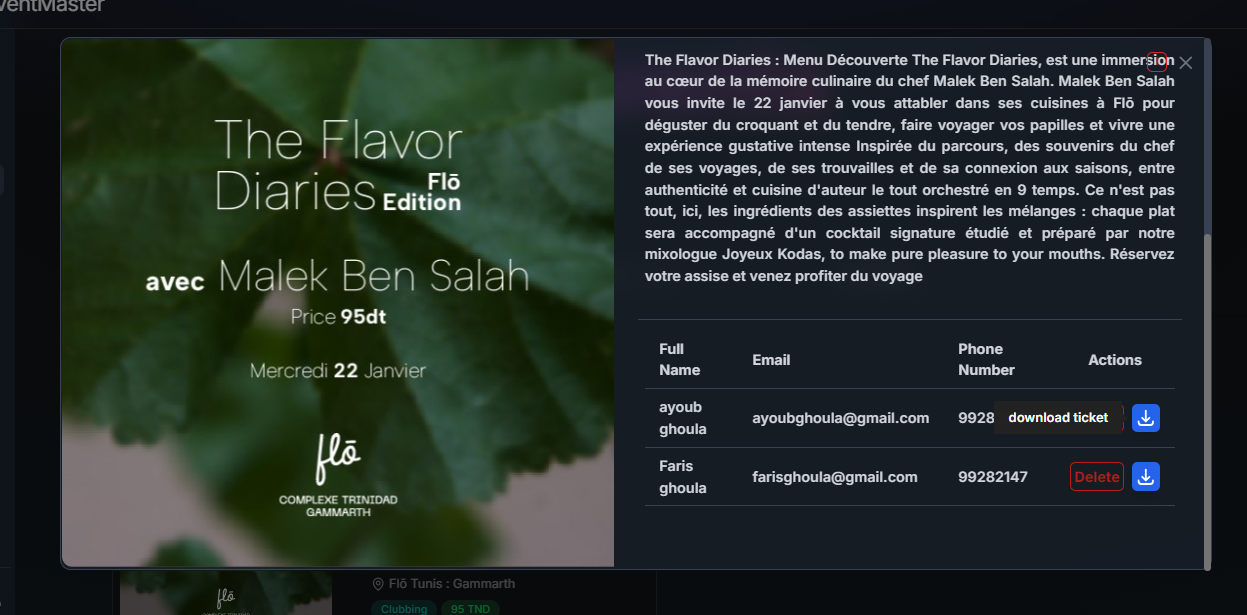 ventMaster
The Flavor
Diaries Flō
Edition
avec Malek Ben Salah
Price 95dt
Mercredi 22 Janvier
flō
COMPLEXE TRINIDAD
GAMMARTH
The Flavor Diaries : Menu Découverte The Flavor Diaries, est une immersion
au cœur de la mémoire culinaire du chef Malek Ben Salah. Malek Ben Salah
vous invite le 22 janvier à vous attabler dans ses cuisines à Flō pour
déguster du croquant et du tendre, faire voyager vos papilles et vivre une
expérience gustative intense Inspirée du parcours, des souvenirs du chef
de ses voyages, de ses trouvailles et de sa connexion aux saisons, entre
authenticité et cuisine d'auteur le tout orchestré en 9 temps. Ce n'est pas
tout, ici, les ingrédients des assiettes inspirent les mélanges : chaque plat
sera accompagné d'un cocktail signature étudié et préparé par notre
mixologue Joyeux Kodas, to make pure pleasure to your mouths. Réservez
votre assise et venez profiter du voyage
Full Name Email Phone Number Actions
ayoub ghoula ayoubghoula@gmail.com 9928 download ticket
Faris ghoula farisghoula@gmail.com 99282147 Delete
flō
Flō Tunis : Gammarth
Clubbing 95 TND